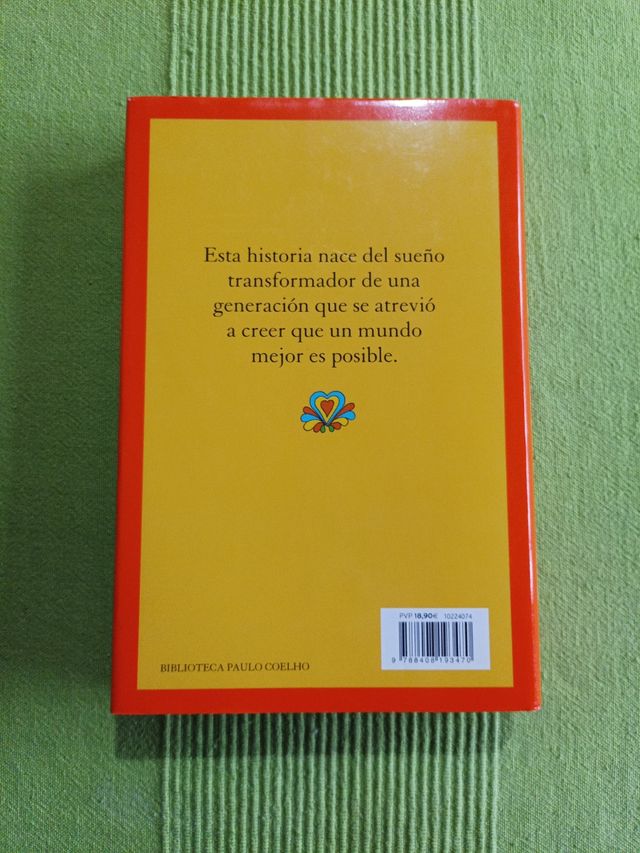 Esta historia nace del sueño
transformador de una
generación que se atrevió
a creer que un mundo
mejor es posible.
PVP 18,90€ 10224074
9 788408 193470
BIBLIOTECA PAULO COELHO